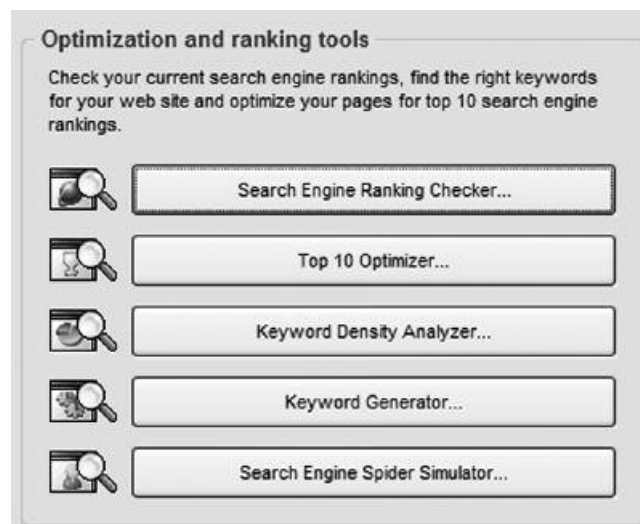 Optimization and ranking tools
Check your current search engine rankings, find the right keywords
for your web site and optimize your pages for top 10 search engine
rankings.
Search Engine Ranking Checker...
Top 10 Optimizer...
Keyword Density Analyzer...
Keyword Generator...
Search Engine Spider Simulator...